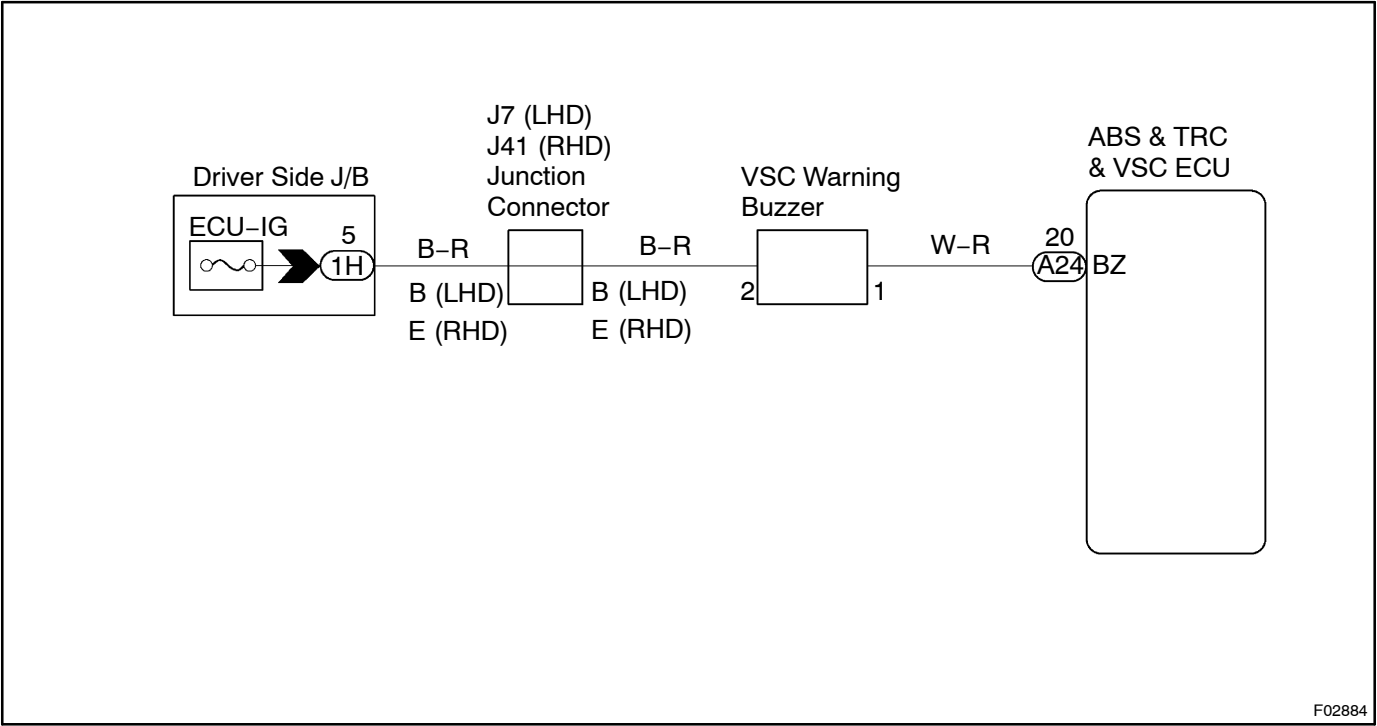 J7 (LHD)
J41 (RHD)
Junction
Connector
ABS & TRC
& VSC ECU
Driver Side J/B
VSC Warning
Buzzer
ECU−IG
5
1H
B−R
B−R
W−R
20
A24
BZ
B (LHD)
E (RHD)
B (LHD)
E (RHD)
2
1
F02884